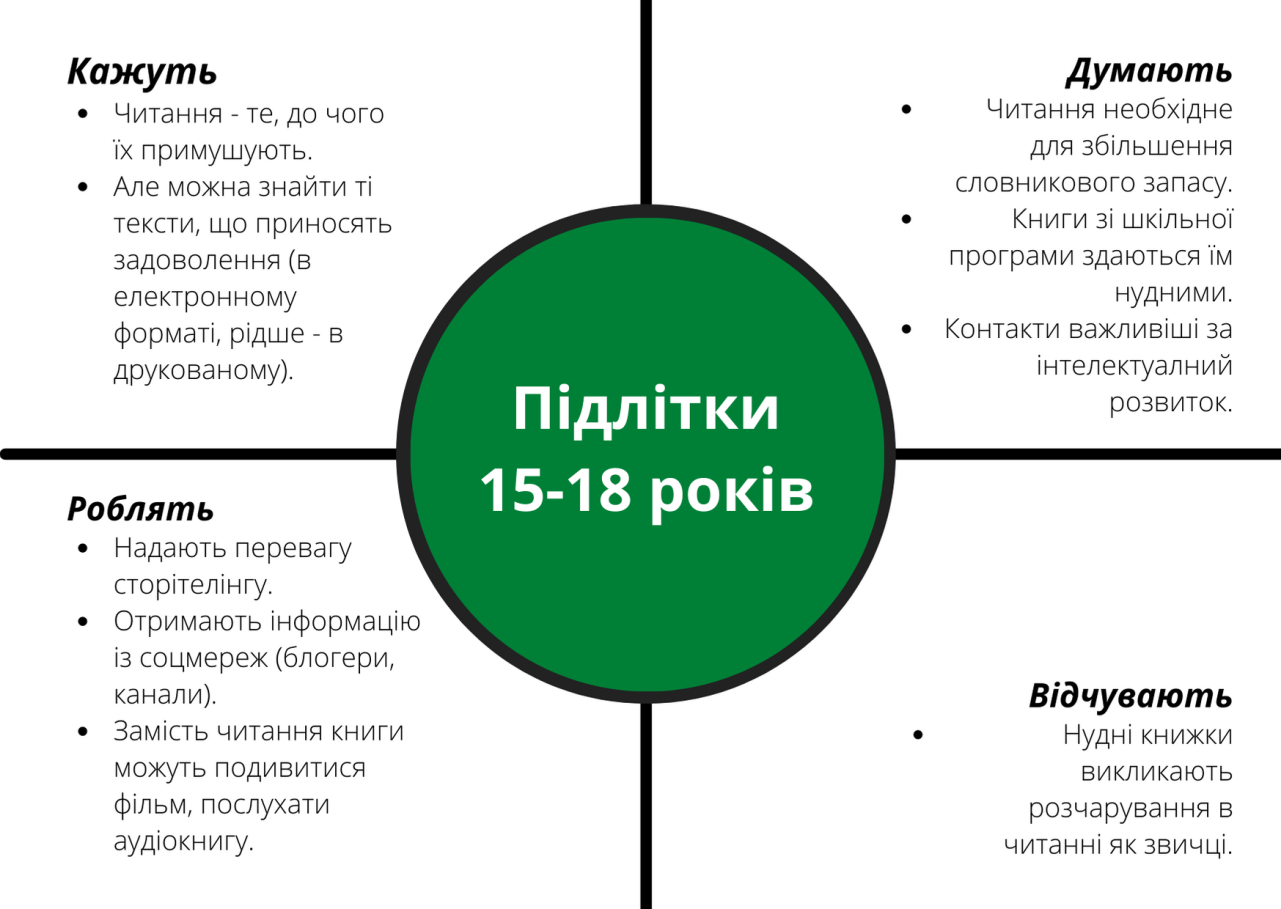 Кажуть
• Читання - те, до чого
їх примушують.
• Але можна знайти ті
тексти, що приносять
задоволення (в
електронному
форматі, рідше - в
друкованому).
Думають
• Читання необхідне
для збільшення
словникового запасу.
• Книги зі шкільної
програми здаються їм
нудними.
• Контакти важливіші за
інтелектуалний
розвиток.
Підлітки
15-18 років
Роблять
• Надають перевагу
сторітелінгу.
• Отримають інформацію
із соцмереж (блогери,
канали).
• Замість читання книги
можуть подивитися
фільм, послухати
аудіокнигу.
Відчувають
• Нудні книжки
викликають
розчарування в
читанні як звичці.